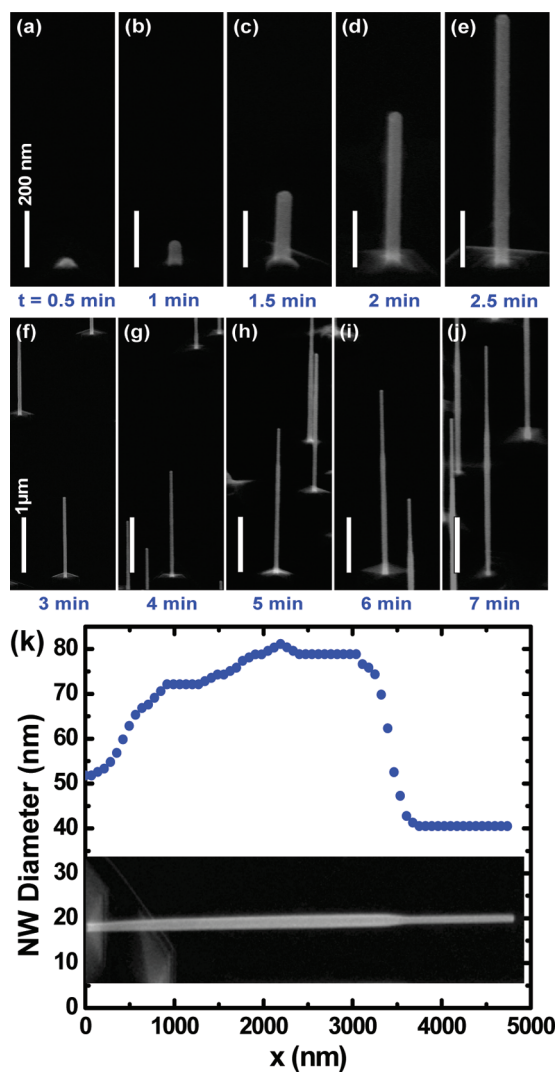 (a) (b) (c) (d) (e)
200 nm
t = 0.5 min 1 min 1.5 min 2 min 2.5 min
(f) (g) (h) (i) (j)
1µm
3 min 4 min 5 min 6 min 7 min
(k)
80
70
60
50
40
30
20
10
0
NW Diameter (nm)
0 1000 2000 3000 4000 5000
x (nm)